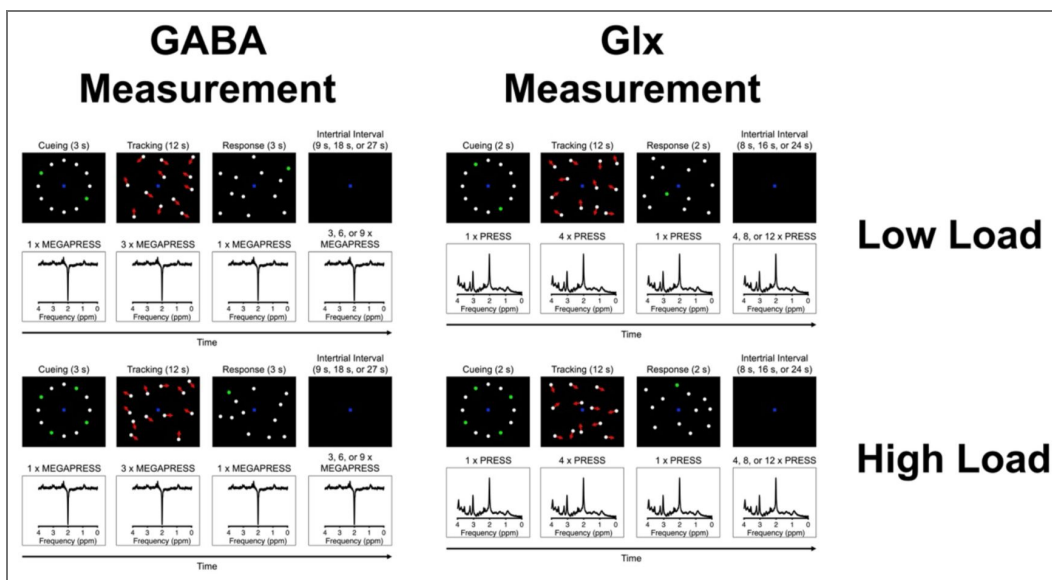 GABA
Measurement
Glx
Measurement
Cueing (3 s)
Tracking (12 s)
Response (3 s)
Intertrial Interval
(9 s, 18 s, or 27 s)
1 x MEGAPRESS
3 x MEGAPRESS
1 x MEGAPRESS
3, 6, or 9 x
MEGAPRESS
4 3 2 1 0
Frequency (ppm)
4 3 2 1 0
Frequency (ppm)
4 3 2 1 0
Frequency (ppm)
4 3 2 1 0
Frequency (ppm)
Time
Cueing (2 s)
Tracking (12 s)
Response (2 s)
Intertrial Interval
(8 s, 16 s, or 24 s)
1 x PRESS
4 x PRESS
1 x PRESS
4, 8, or 12 x PRESS
4 3 2 1 0
Frequency (ppm)
4 3 2 1 0
Frequency (ppm)
4 3 2 1 0
Frequency (ppm)
4 3 2 1 0
Frequency (ppm)
Time
Low Load
Cueing (3 s)
Tracking (12 s)
Response (3 s)
Intertrial Interval
(9 s, 18 s, or 27 s)
1 x MEGAPRESS
3 x MEGAPRESS
1 x MEGAPRESS
3, 6, or 9 x
MEGAPRESS
4 3 2 1 0
Frequency (ppm)
4 3 2 1 0
Frequency (ppm)
4 3 2 1 0
Frequency (ppm)
4 3 2 1 0
Frequency (ppm)
Time
Cueing (2 s)
Tracking (12 s)
Response (2 s)
Intertrial Interval
(8 s, 16 s, or 24 s)
1 x PRESS
4 x PRESS
1 x PRESS
4, 8, or 12 x PRESS
4 3 2 1 0
Frequency (ppm)
4 3 2 1 0
Frequency (ppm)
4 3 2 1 0
Frequency (ppm)
4 3 2 1 0
Frequency (ppm)
Time
High Load